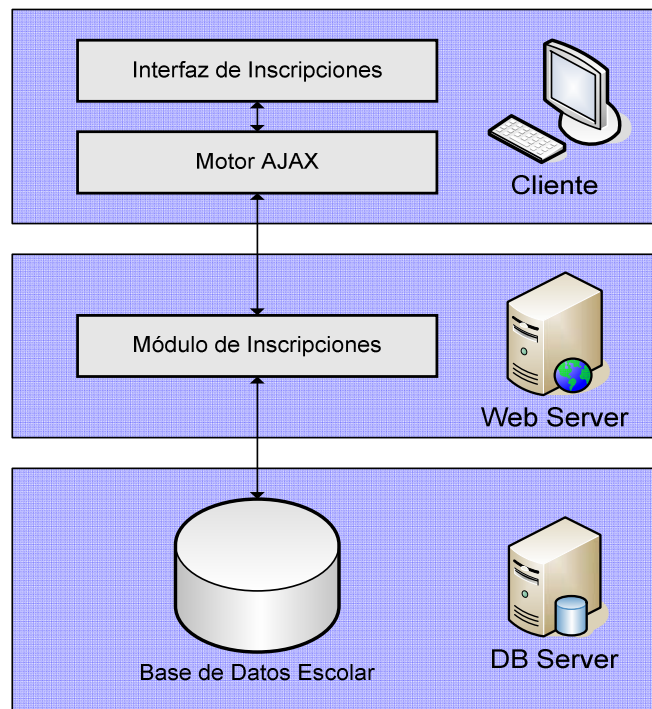 Interfaz de Inscripciones
Motor AJAX
Cliente
Módulo de Inscripciones
Web Server
Base de Datos Escolar
DB Server